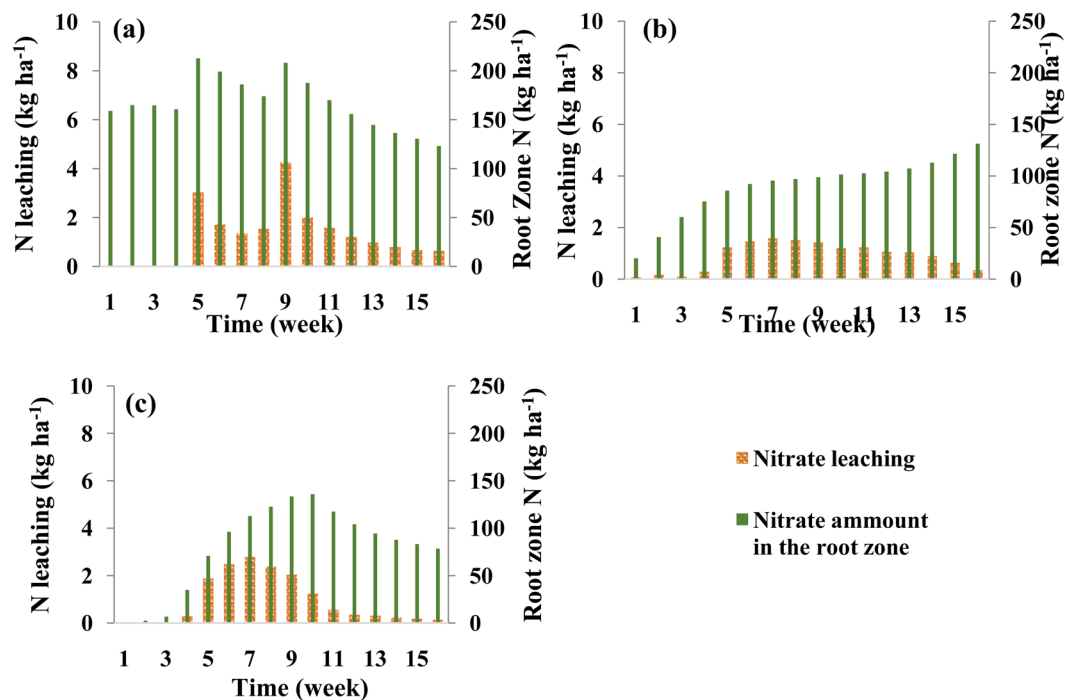 (a)
N leaching (kg ha-1)
10
8
6
4
2
0
250
200
150
100
50
0
Root Zone N (kg ha-1)
1 3 5 7 9 11 13 15
Time (week)
(b)
N leaching (kg ha-1)
10
8
6
4
2
0
250
200
150
100
50
0
Root zone N (kg ha-1)
1 3 5 7 9 11 13 15
Time (week)
(c)
N leaching (kg ha-1)
10
8
6
4
2
0
250
200
150
100
50
0
Root zone N (kg ha-1)
1 3 5 7 9 11 13 15
Time (week)
Nitrate leaching
Nitrate ammount
in the root zone